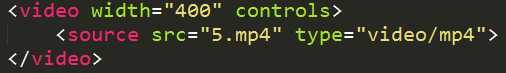 <video width="400" controls>
    <source src="5.mp4" type="video/mp4">
</video>